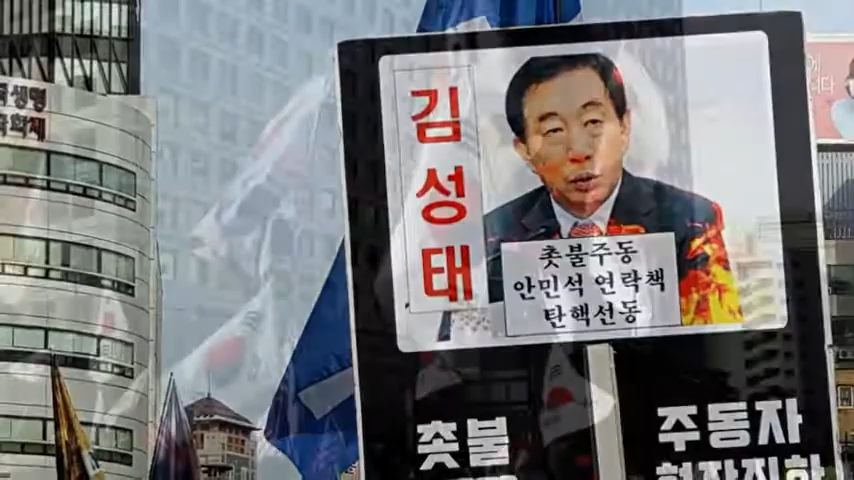 김성태
촛불주동
안민석 연락책
탄핵선동
촛불
주동자